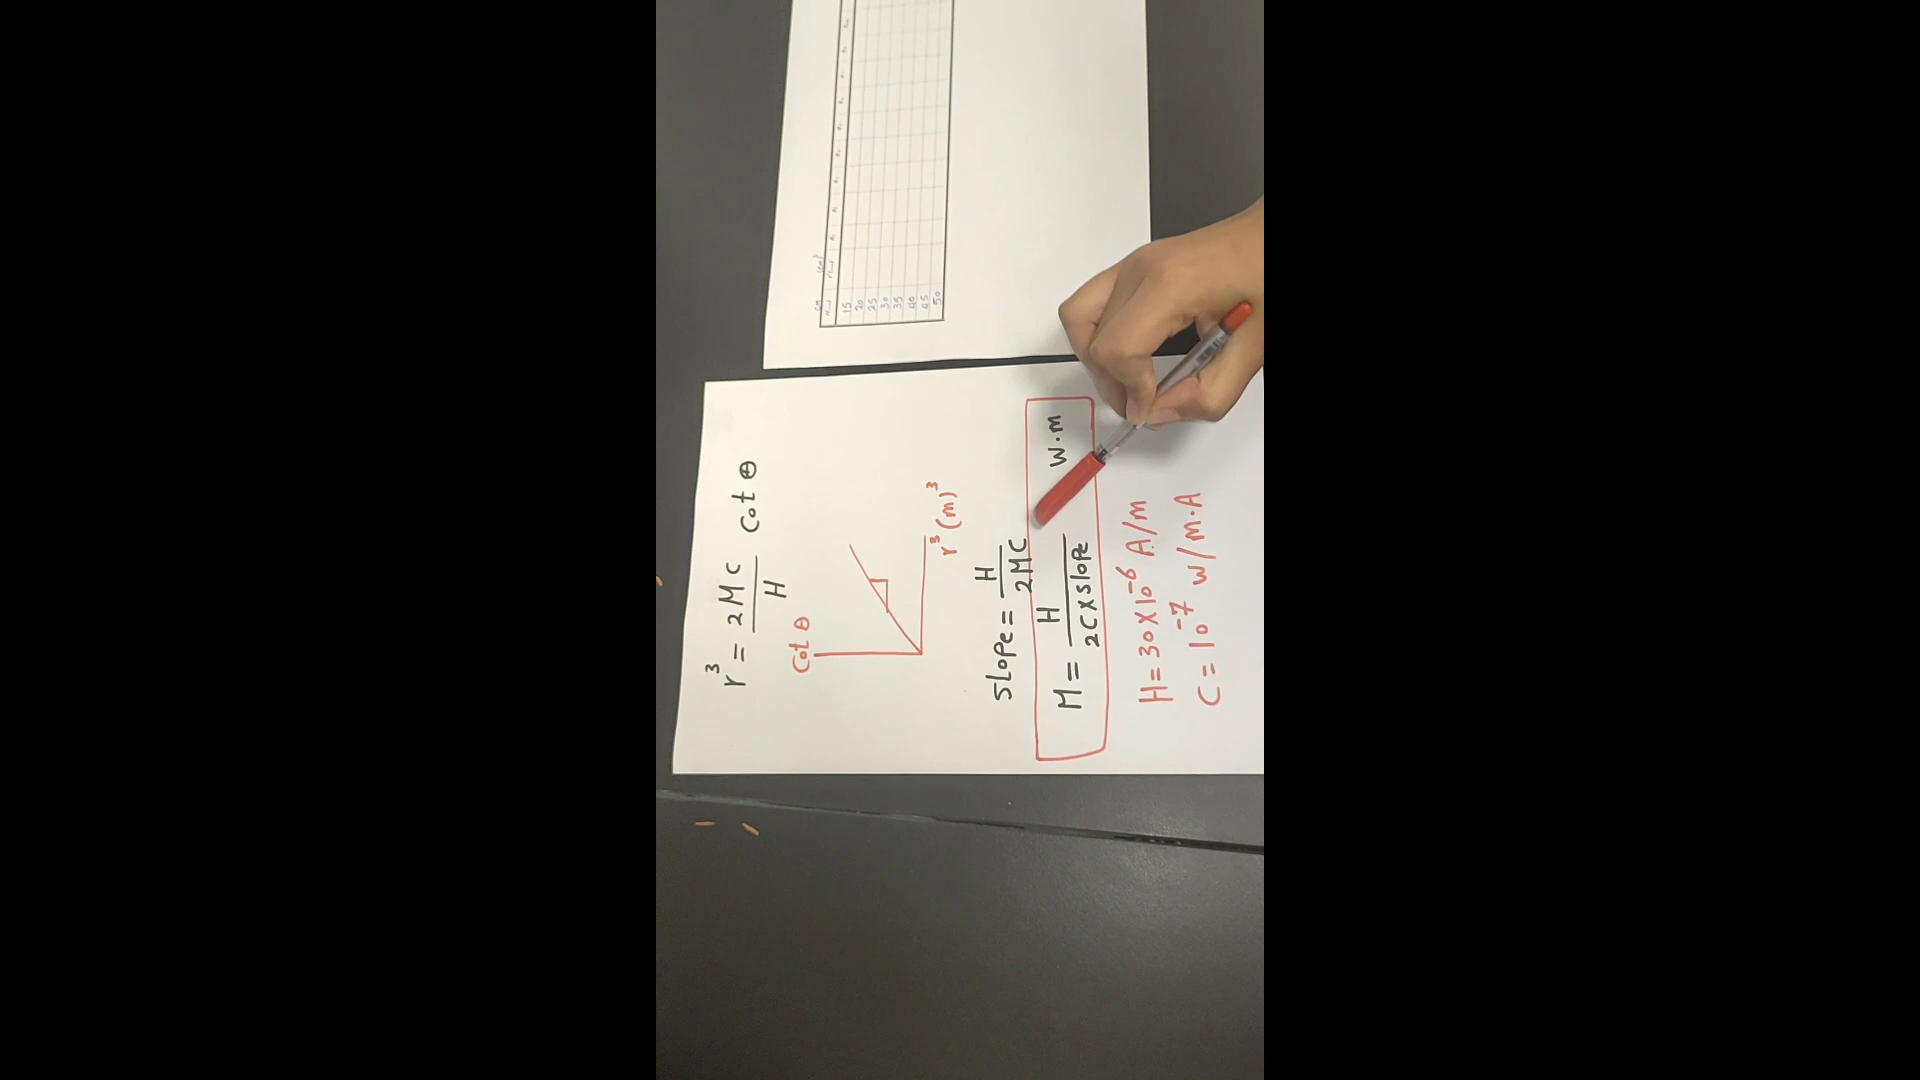 r³ = 2MC/H Cot θ
Cot θ
r³(m)³
slope = H/2MC
M = H/2C×slope w.m
H = 30×10⁻⁶ A/m
C = 10⁻⁷ w/m.A
cm
15
20
25
30
35
40
45
50